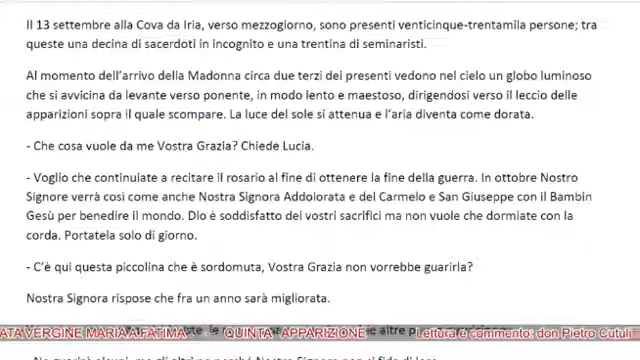 Il 13 settembre alla Cova da Iria, verso mezzogiorno, sono presenti venticinque-trentamila persone; tra
queste una decina di sacerdoti in incognito e una trentina di seminaristi.
Al momento dell'arrivo della Madonna circa due terzi dei presenti vedono nel cielo un globo luminoso
che si avvicina da levante verso ponente, in modo lento e maestoso, dirigendosi verso il leccio delle
apparizioni sopra il quale scompare. La luce del sole si attenua e l'aria diventa come dorata.
- Che cosa vuole da me Vostra Grazia? Chiede Lucia.
- Voglio che continuiate a recitare il rosario al fine di ottenere la fine della guerra. In ottobre Nostro
Signore verrà così come anche Nostra Signora Addolorata e del Carmelo e San Giuseppe con il Bambin
Gesù per benedire il mondo. Dio è soddisfatto dei vostri sacrifici ma non vuole che dormiate con la
corda. Portatela solo di giorno.
- C'è qui questa piccolina che è sordomuta, Vostra Grazia non vorrebbe guarirla?
Nostra Signora rispose che fra un anno sarà migliorata.
ATA VERGINE MARIA A FATIMA QUINTA APPARIZIONE Lettura e commento: don Pietro Cutuli